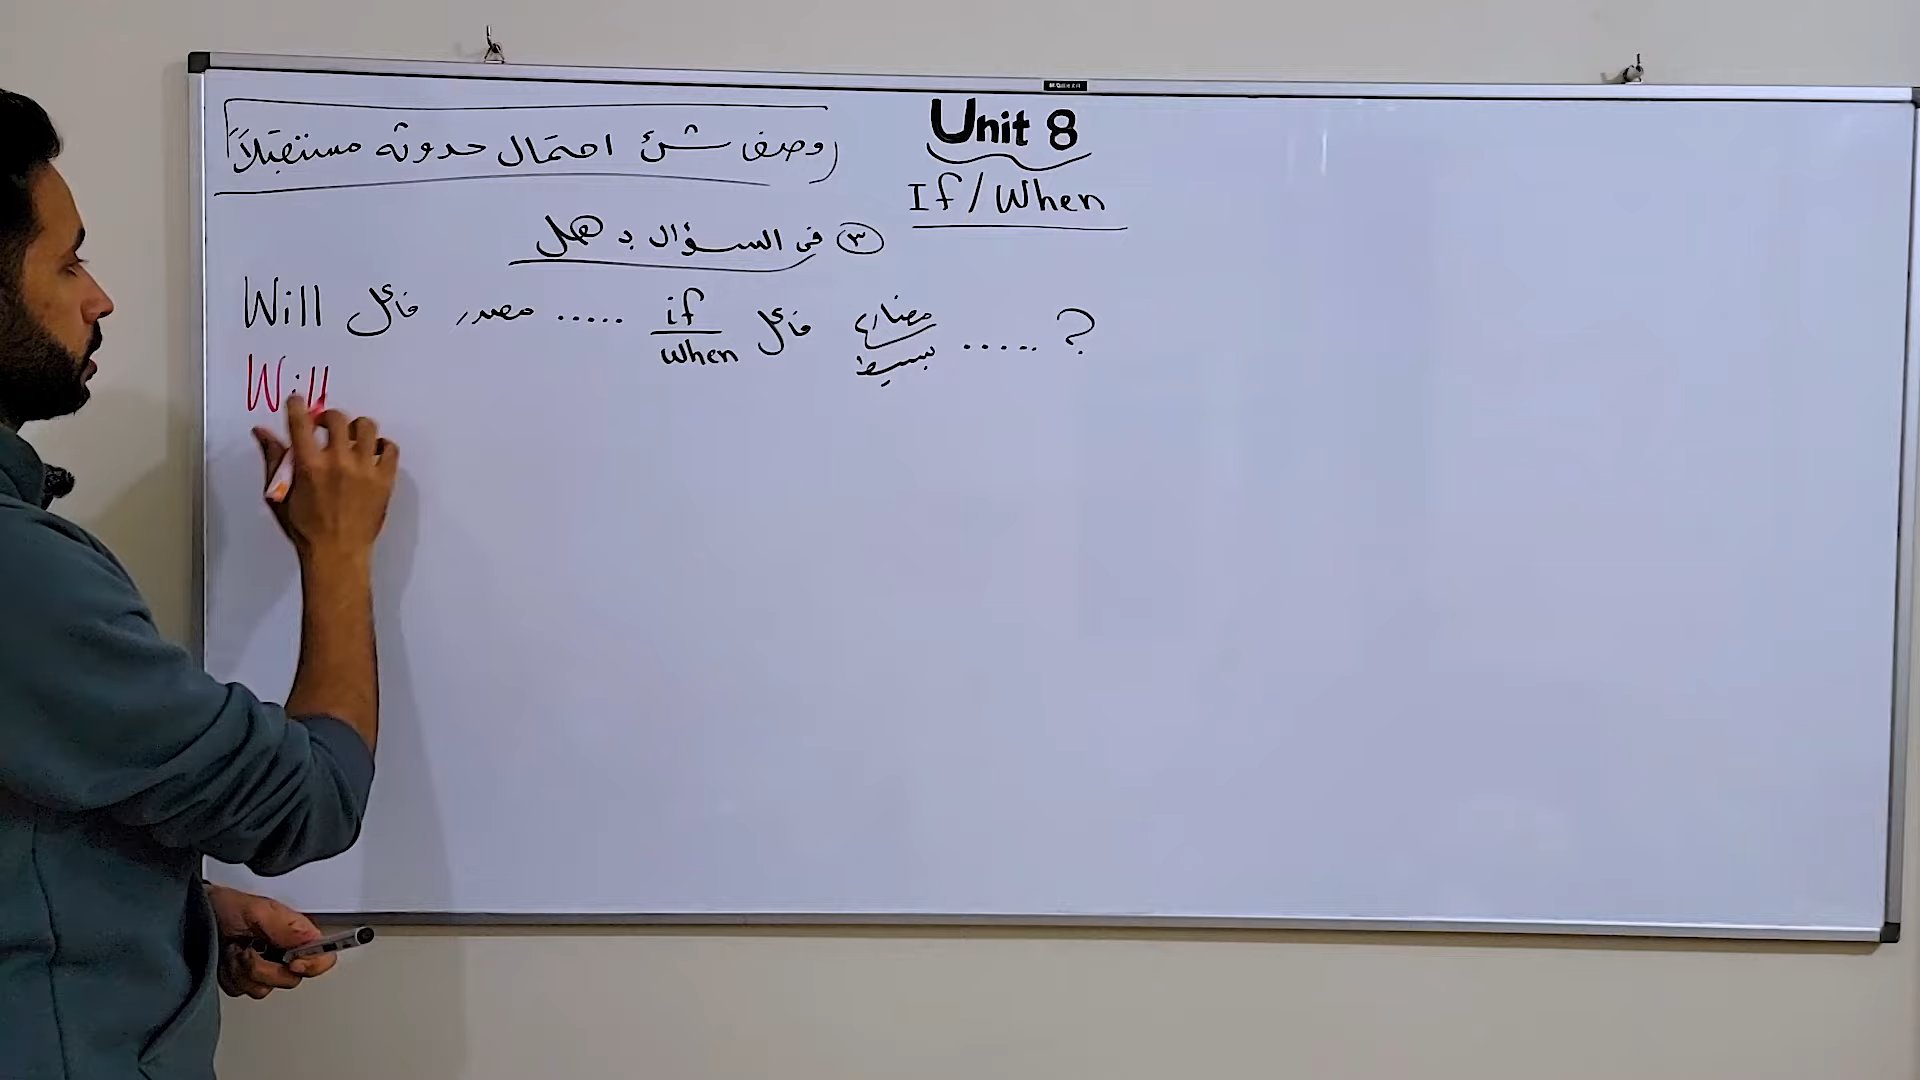 Unit 8
If/When
وصف شئ احتمال حدوثة مستقبلاً
٣ في السؤال بـ هل
Will فاعل مصدر ..... if / when فاعل مضارع بسيط ..... ?
Will